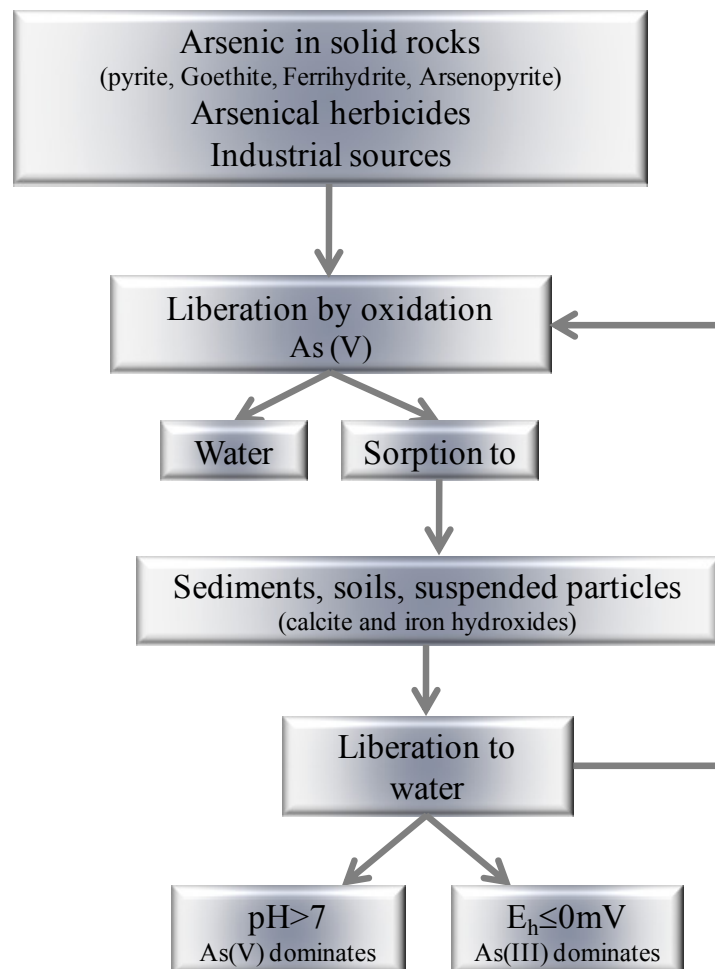 Arsenic in solid rocks
(pyrite, Goethite, Ferrihydrite, Arsenopyrite)
Arsenical herbicides
Industrial sources
Liberation by oxidation
As (V)
Water
Sorption to
Sediments, soils, suspended particles
(calcite and iron hydroxides)
Liberation to
water
pH>7
As(V) dominates
Eh≤0mV
As(III) dominates